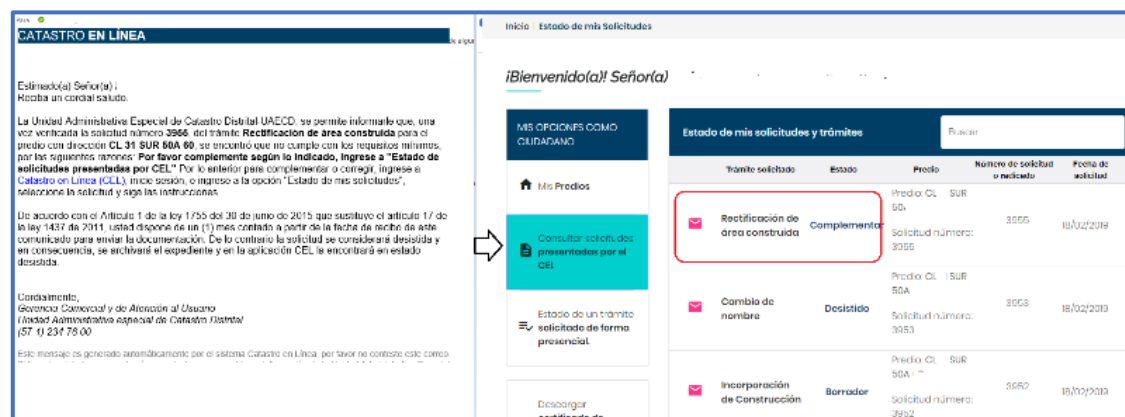 CATASTRO EN LÍNEA
Estimado(a) Señor(a)
Reciba un cordial saludo.
La Unidad Administrativa Especial de Catastro Distrital UAECD, se permite informarle que, una
vez verificada la solicitud número 3955, del trámite Rectificación de área construida para el
predio con dirección CL 31 SUR 50A 60, se encontró que no cumple con los requisitos mínimos,
por las siguientes razones: Por favor complemente según lo indicado, ingrese a "Estado de
solicitudes presentadas por CEL" Por lo anterior para complementar o corregir, ingrese a
Catastro en Línea (CEL), inicie sesión, e ingrese a la opción "Estado de mis solicitudes",
seleccione la solicitud y siga las instrucciones.
De acuerdo con el Artículo 1 de la ley 1755 del 30 de junio de 2015 que sustituye el artículo 17 de
la ley 1437 de 2011, usted dispone de un (1) mes contado a partir de la fecha de recibo de este
comunicado para enviar la documentación. De lo contrario la solicitud se considerará desistida y
en consecuencia, se archivará el expediente y en la aplicación CEL la encontrará en estado
desistida.
Cordialmente,
Gerencia Comercial y de Atención al Usuario
Unidad Administrativa especial de Catastro Distrital
(57 1) 234 76 00
Este mensaje es generado automáticamente por el sistema Catastro en Línea, por favor no conteste este correo.
Inicio Estado de mis Solicitudes
¡Bienvenido(a)! Señor(a)
MIS OPCIONES COMO
CIUDADANO
Mis Predios
Consultar solicitudes
presentadas por el
CEL
Estado de un trámite
solicitado de forma
presencial.
Descargar
certificado de
Estado de mis solicitudes y trámites
Buscar
Trámite solicitado Estado Predio Número de solicitud Fecha de
o radicado solicitud
Predio: CL SUR
50A
Rectificación de Complementar 3955 18/02/2019
área construida
Solicitud número:
3955
Predio: CL SUR
50A
Cambio de Desistido 3953 18/02/2019
nombre
Solicitud número:
3953
Predio: CL SUR
50A
Incorporación Borrador 3952 18/02/2019
de Construcción
Solicitud número:
3952